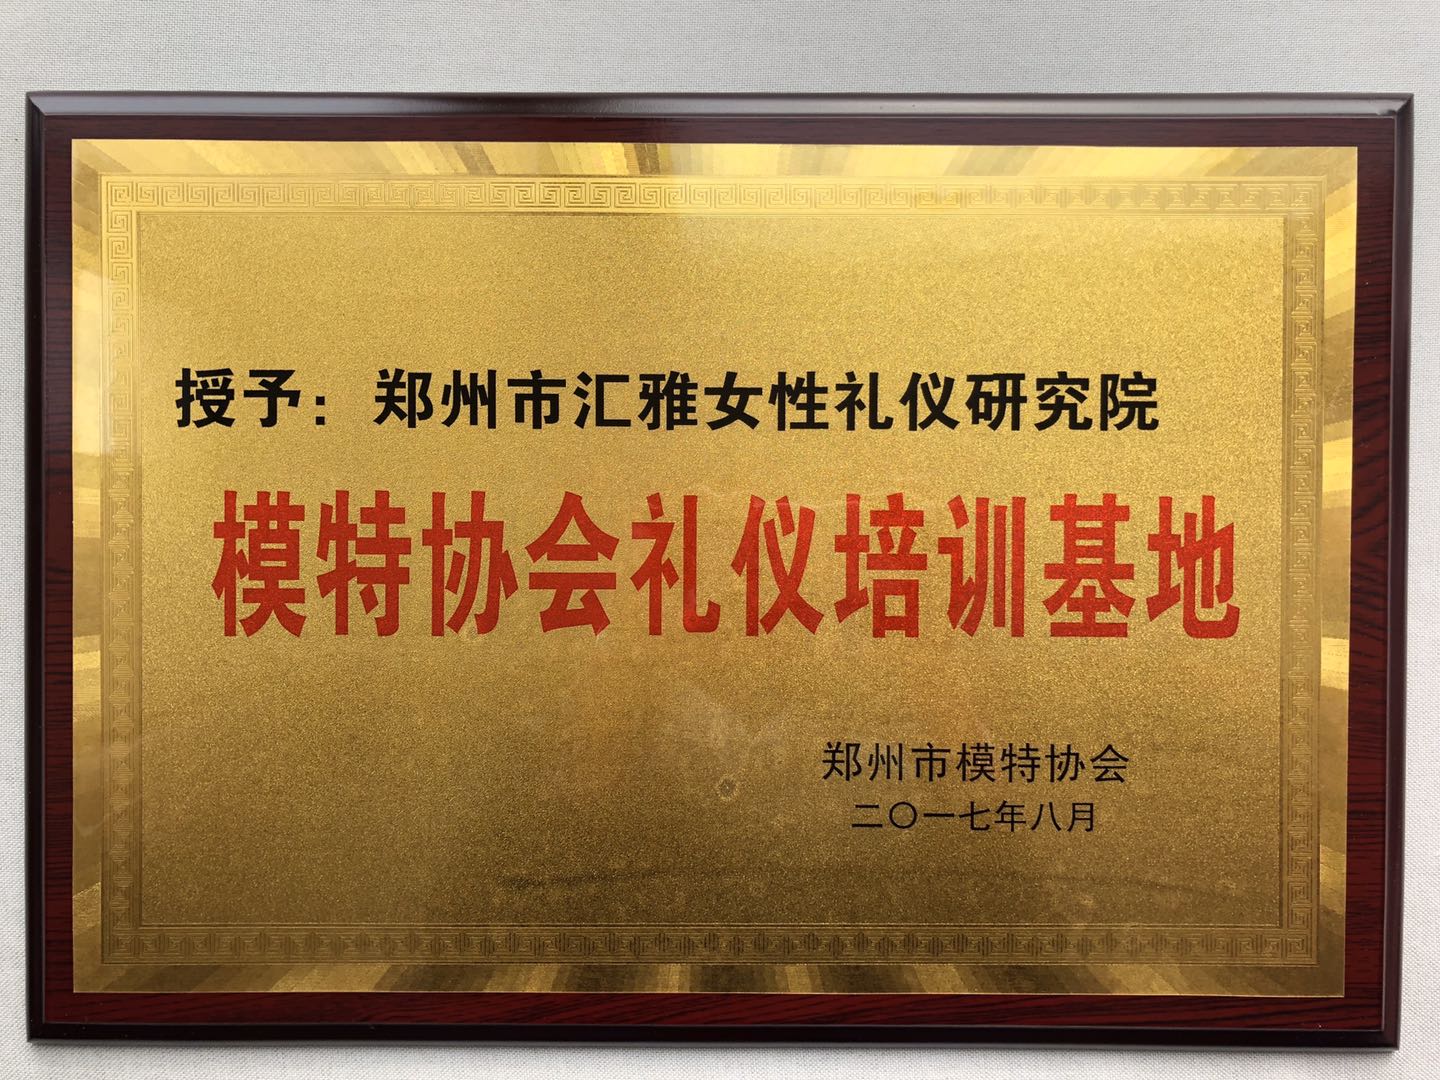 授予：郑州市汇雅女性礼仪研究院
模特协会礼仪培训基地
郑州市模特协会
二〇一七年八月